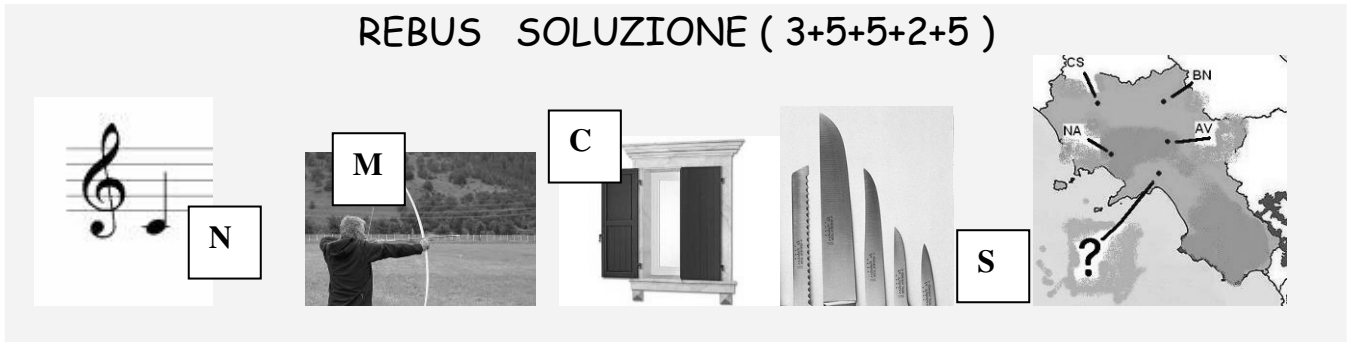 REBUS SOLUZIONE ( 3+5+5+2+5 )
N
M
C
S
CS
BN
NA
AV
?